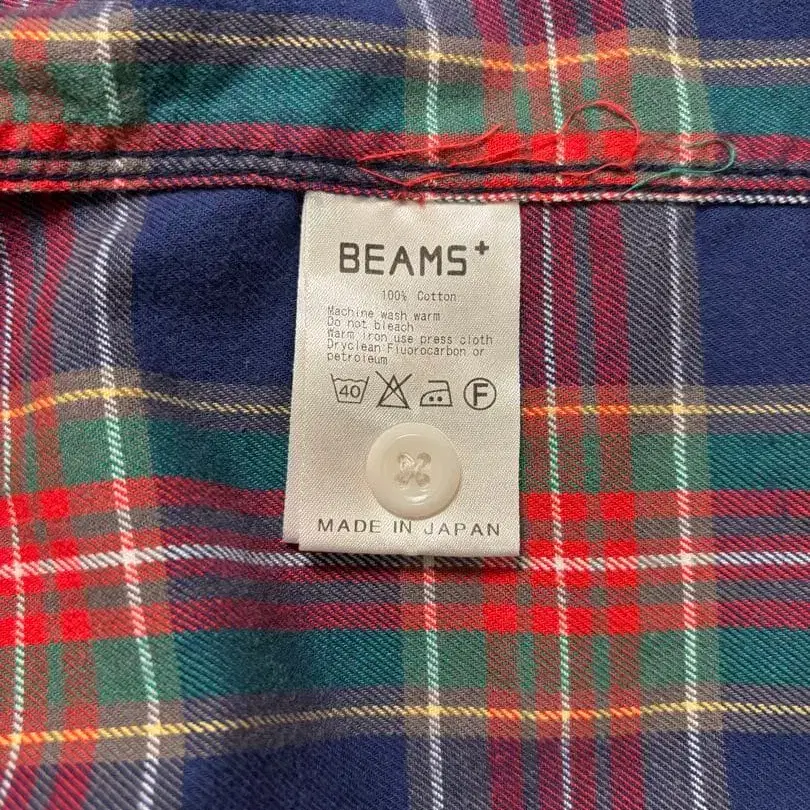 BEAMS+
100% Cotton
Machine wash warm
Do not bleach
Warm iron use press cloth
Dryclean Fluorocarbon or
petroleum
40
F
MADE IN JAPAN